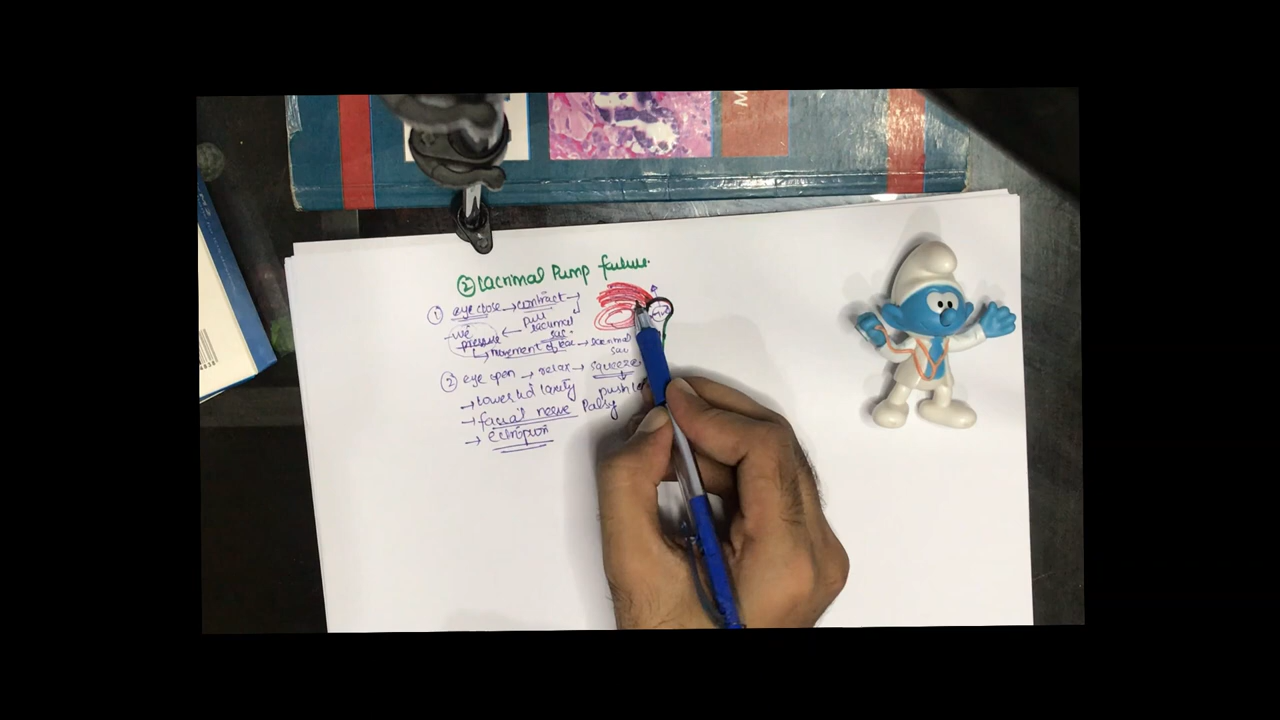 ② Lacrimal Pump failure.
① eye close → contract →
-ve pressure ← pull lacrimal sac.
↳ movement of → lacrimal sac
② eye open → relax → squeeze
→ lower lid laxity push
→ facial nerve Palsy
→ ectropion
M